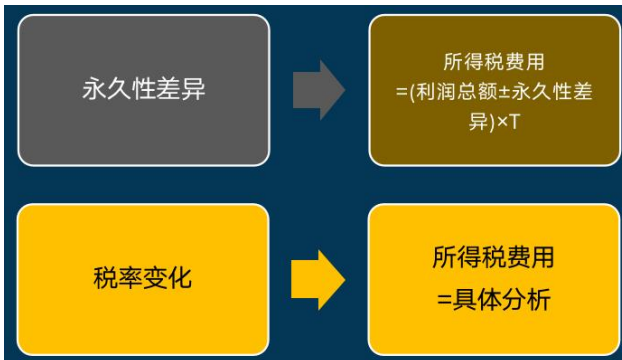 永久性差异
所得税费用
=(利润总额±永久性差
异)×T
税率变化
所得税费用
=具体分析